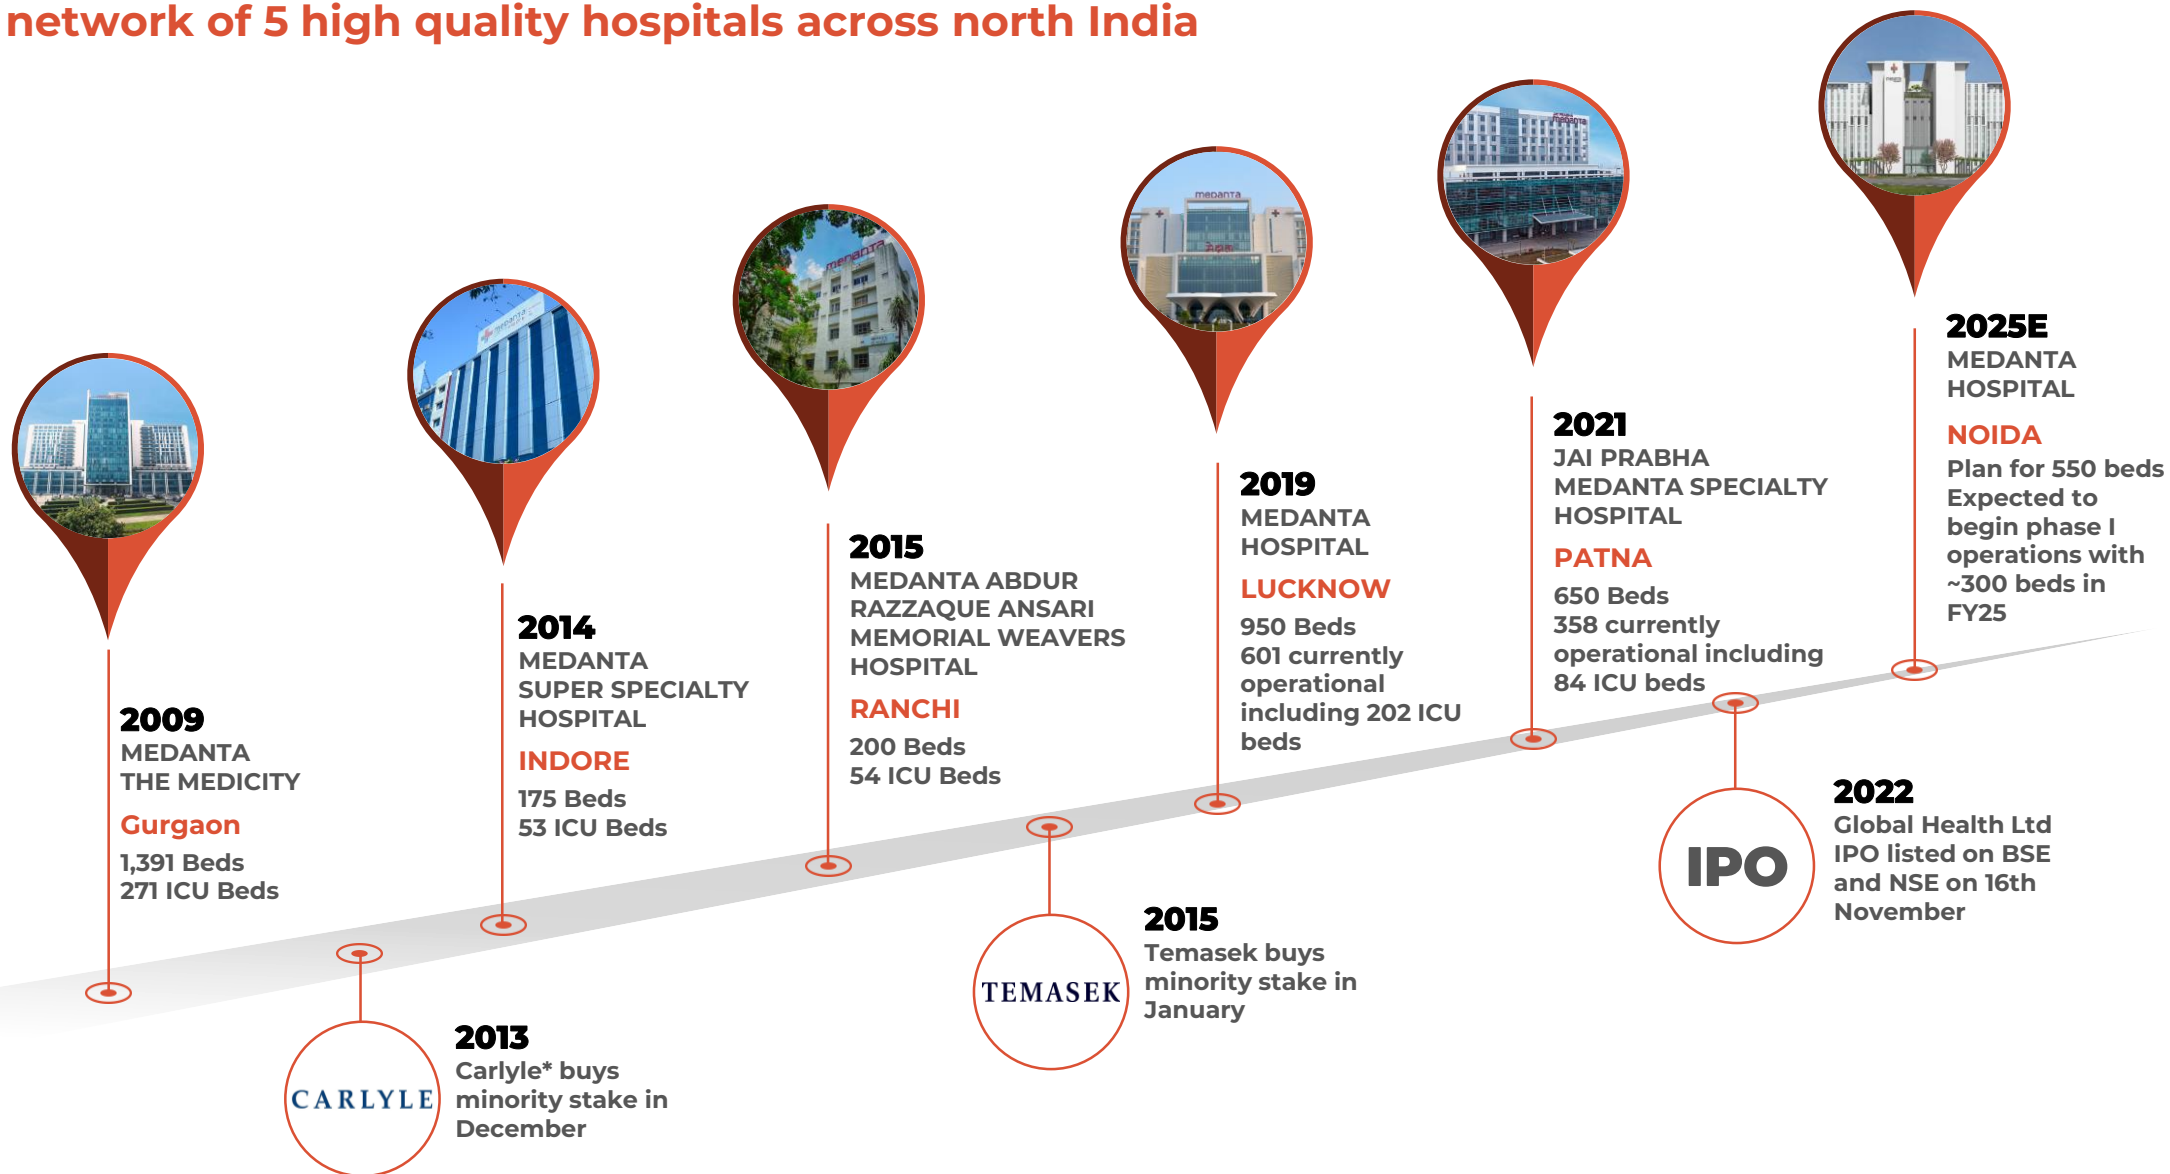 network of 5 high quality hospitals across north India
medanta
2009
MEDANTA
THE MEDICITY
Gurgaon
1,391 Beds
271 ICU Beds
CARLYLE
2013
Carlyle* buys
minority stake in
December
medanta
2014
MEDANTA
SUPER SPECIALTY
HOSPITAL
INDORE
175 Beds
53 ICU Beds
medanta
2015
MEDANTA ABDUR
RAZZAQUE ANSARI
MEMORIAL WEAVERS
HOSPITAL
RANCHI
200 Beds
54 ICU Beds
TEMASEK
2015
Temasek buys
minority stake in
January
medanta
2019
MEDANTA
HOSPITAL
LUCKNOW
950 Beds
601 currently
operational
including 202 ICU
beds
medanta
2021
JAI PRABHA
MEDANTA SPECIALTY
HOSPITAL
PATNA
650 Beds
358 currently
operational including
84 ICU beds
IPO
2022
Global Health Ltd
IPO listed on BSE
and NSE on 16th
November
2025E
MEDANTA
HOSPITAL
NOIDA
Plan for 550 beds
Expected to
begin phase I
operations with
~300 beds in
FY25